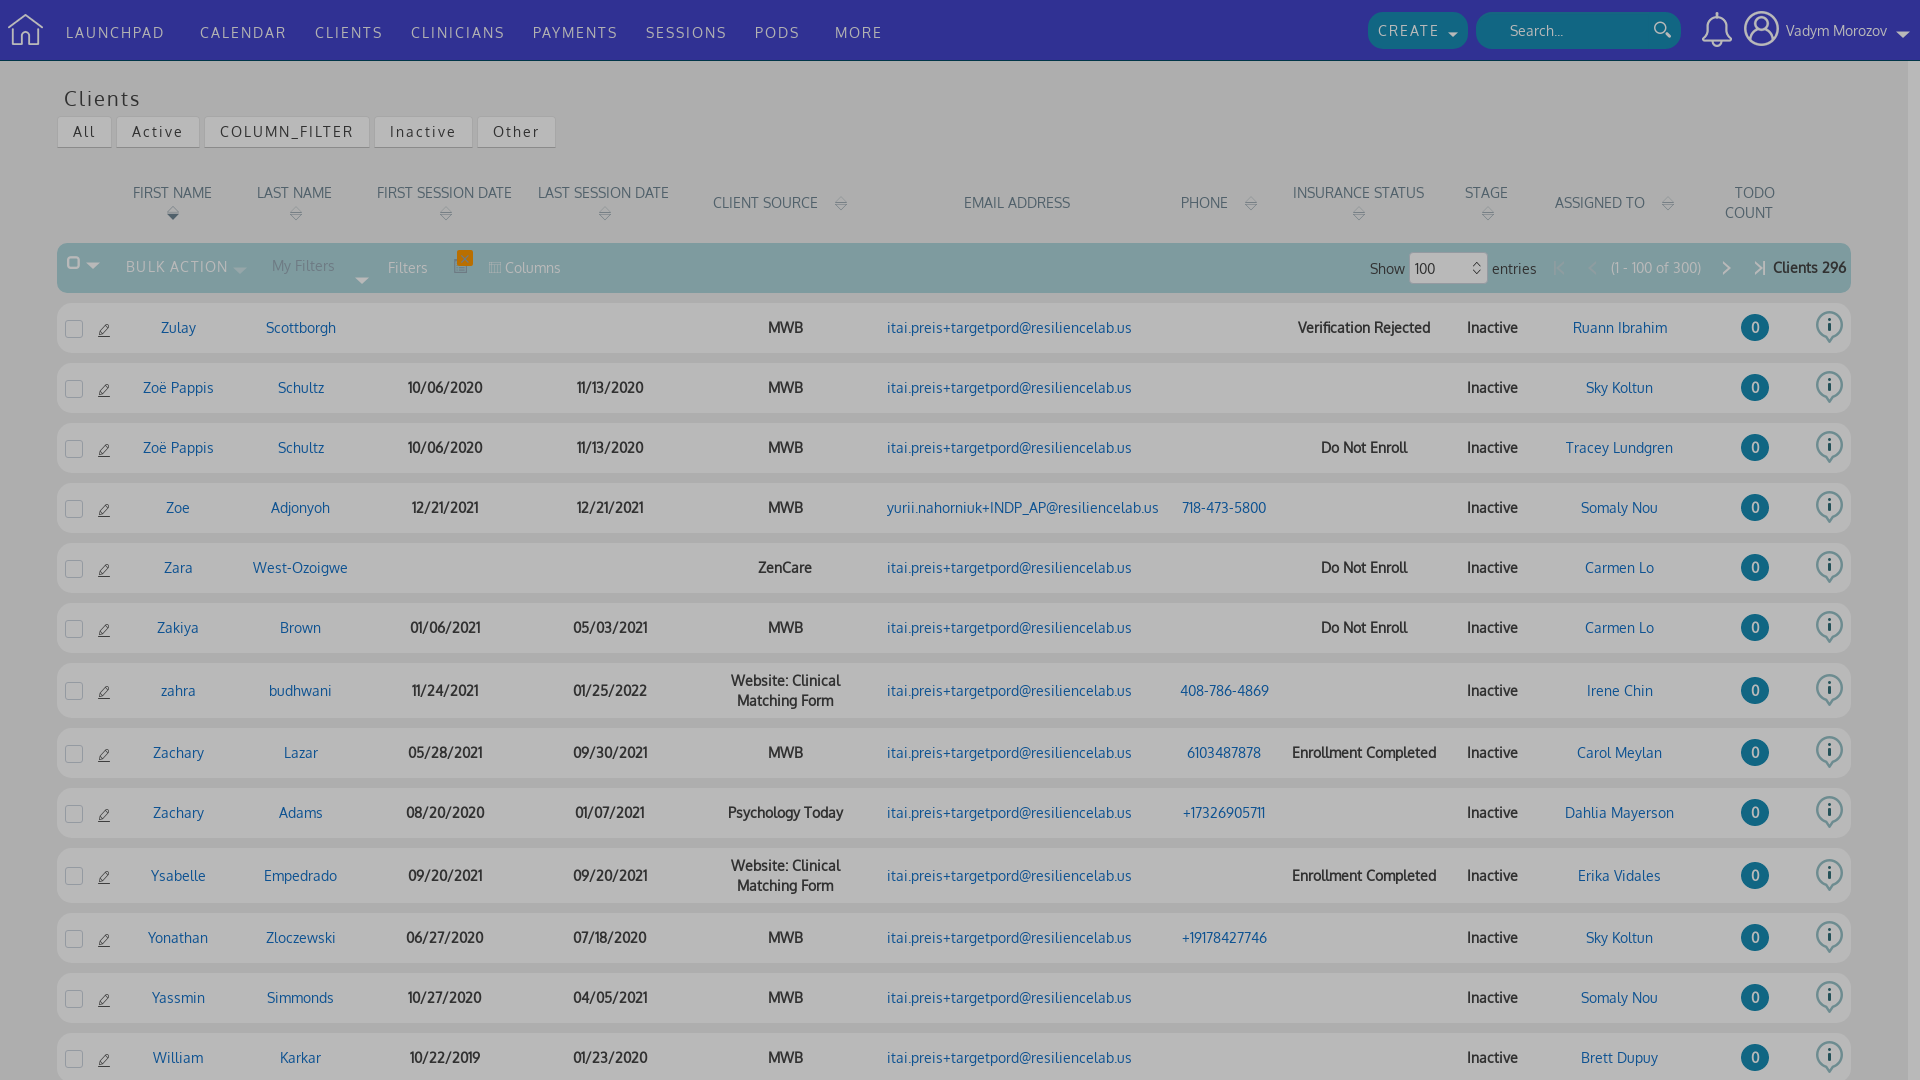 LAUNCHPAD CALENDAR CLIENTS CLINICIANS PAYMENTS SESSIONS PODS MORE CREATE Search... Vadym Morozov
Clients
All Active COLUMN_FILTER Inactive Other
FIRST NAME LAST NAME FIRST SESSION DATE LAST SESSION DATE CLIENT SOURCE EMAIL ADDRESS PHONE INSURANCE STATUS STAGE ASSIGNED TO TODO COUNT
BULK ACTION My Filters Filters Columns Show 100 entries (1 - 100 of 300) Clients 296
Zulay Scottborgh MWB itai.preis+targetpord@resiliencelab.us Verification Rejected Inactive Ruann Ibrahim 0
Zoë Pappis Schultz 10/06/2020 11/13/2020 MWB itai.preis+targetpord@resiliencelab.us Inactive Sky Koltun 0
Zoë Pappis Schultz 10/06/2020 11/13/2020 MWB itai.preis+targetpord@resiliencelab.us Do Not Enroll Inactive Tracey Lundgren 0
Zoe Adjonyoh 12/21/2021 12/21/2021 MWB yurii.nahorniuk+INDP_AP@resiliencelab.us 718-473-5800 Inactive Somaly Nou 0
Zara West-Ozoigwe ZenCare itai.preis+targetpord@resiliencelab.us Do Not Enroll Inactive Carmen Lo 0
Zakiya Brown 01/06/2021 05/03/2021 MWB itai.preis+targetpord@resiliencelab.us Do Not Enroll Inactive Carmen Lo 0
zahra budhwani 11/24/2021 01/25/2022 Website: Clinical Matching Form itai.preis+targetpord@resiliencelab.us 408-786-4869 Inactive Irene Chin 0
Zachary Lazar 05/28/2021 09/30/2021 MWB itai.preis+targetpord@resiliencelab.us 6103487878 Enrollment Completed Inactive Carol Meylan 0
Zachary Adams 08/20/2020 01/07/2021 Psychology Today itai.preis+targetpord@resiliencelab.us +17326905711 Inactive Dahlia Mayerson 0
Ysabelle Empedrado 09/20/2021 09/20/2021 Website: Clinical Matching Form itai.preis+targetpord@resiliencelab.us Enrollment Completed Inactive Erika Vidales 0
Yonathan Zloczewski 06/27/2020 07/18/2020 MWB itai.preis+targetpord@resiliencelab.us +19178427746 Inactive Sky Koltun 0
Yassmin Simmonds 10/27/2020 04/05/2021 MWB itai.preis+targetpord@resiliencelab.us Inactive Somaly Nou 0
William Karkar 10/22/2019 01/23/2020 MWB itai.preis+targetpord@resiliencelab.us Inactive Brett Dupuy 0